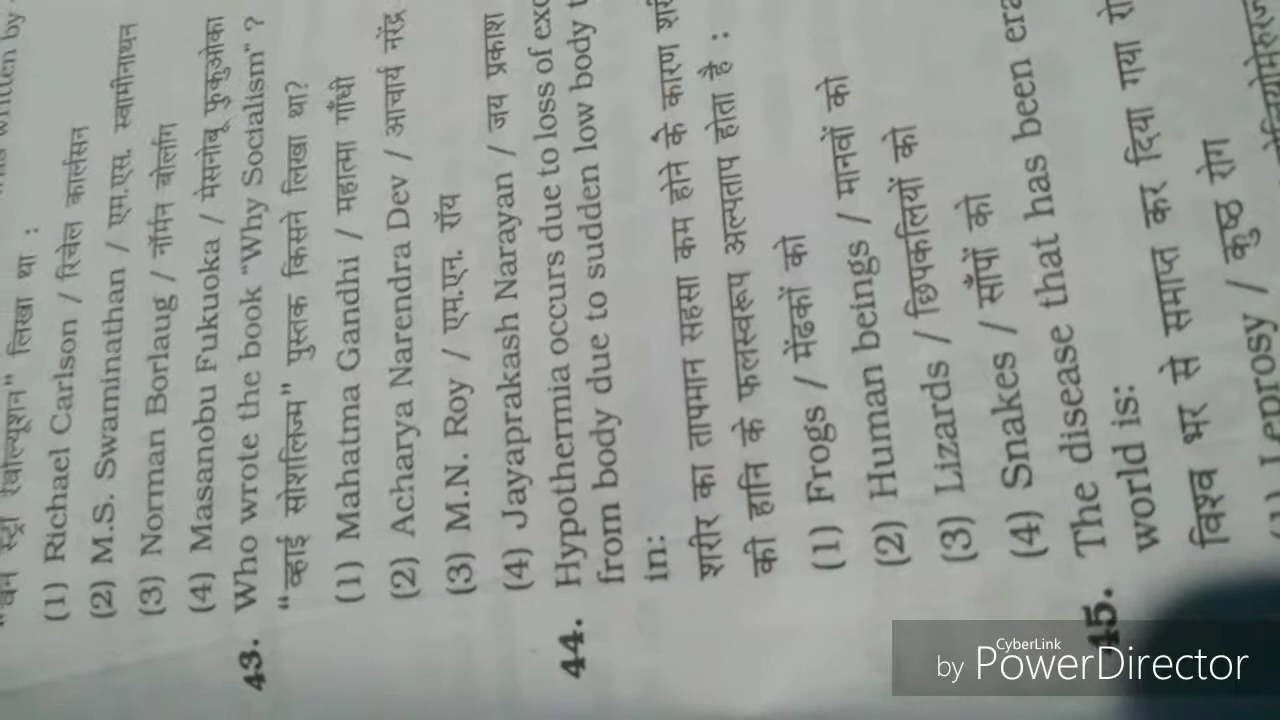 "वन स्ट्रॉ रेवोल्यूशन" लिखा था :
(1) Richael Carlson / रिचेल कार्लसन
(2) M.S. Swaminathan / एम.एस. स्वामीनाथन
(3) Norman Borlaug / नॉर्मन बोर्लॉग
(4) Masanobu Fukuoka / मेसनोबू फुकुओका
43. Who wrote the book "Why Socialism" ?
"व्हाई सोशलिज्म" पुस्तक किसने लिखा था?
(1) Mahatma Gandhi / महात्मा गाँधी
(2) Acharya Narendra Dev / आचार्य नरेंद्र
(3) M.N. Roy / एम.एन. रॉय
(4) Jayaprakash Narayan / जय प्रकाश
44. Hypothermia occurs due to loss of
from body due to sudden low body
in:
शरीर का तापमान सहसा कम होने के कारण
की हानि के फलस्वरूप अल्पताप होता है :
(1) Frogs / मेंढकों को
(2) Human beings / मानवों को
(3) Lizards / छिपकलियों को
(4) Snakes / साँपों को
45. The disease that has been
world is:
विश्व भर से समाप्त कर दिया गया
(1) Leprosy / कुष्ठ रोग
CyberLink
by PowerDirector